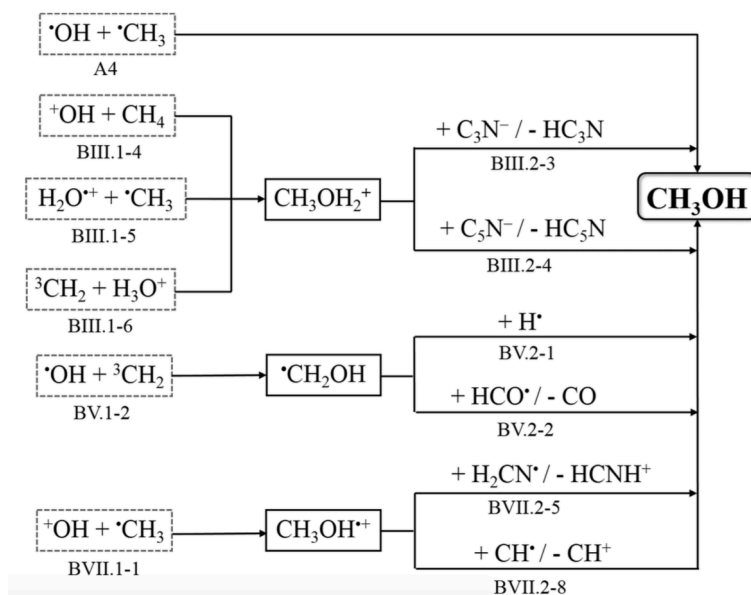 •OH + •CH₃
A4
⁺OH + CH₄
BIII.1-4
+ C₃N⁻ / - HC₃N
BIII.2-3
H₂O•⁺ + •CH₃
BIII.1-5
CH₃OH₂⁺
CH₃OH
+ C₅N⁻ / - HC₅N
BIII.2-4
³CH₂ + H₃O⁺
BIII.1-6
+ H•
BV.2-1
•OH + ³CH₂
BV.1-2
•CH₂OH
+ HCO• / - CO
BV.2-2
+ H₂CN• / - HCNH⁺
BVII.2-5
⁺OH + •CH₃
BVII.1-1
CH₃OH•⁺
+ CH• / - CH⁺
BVII.2-8